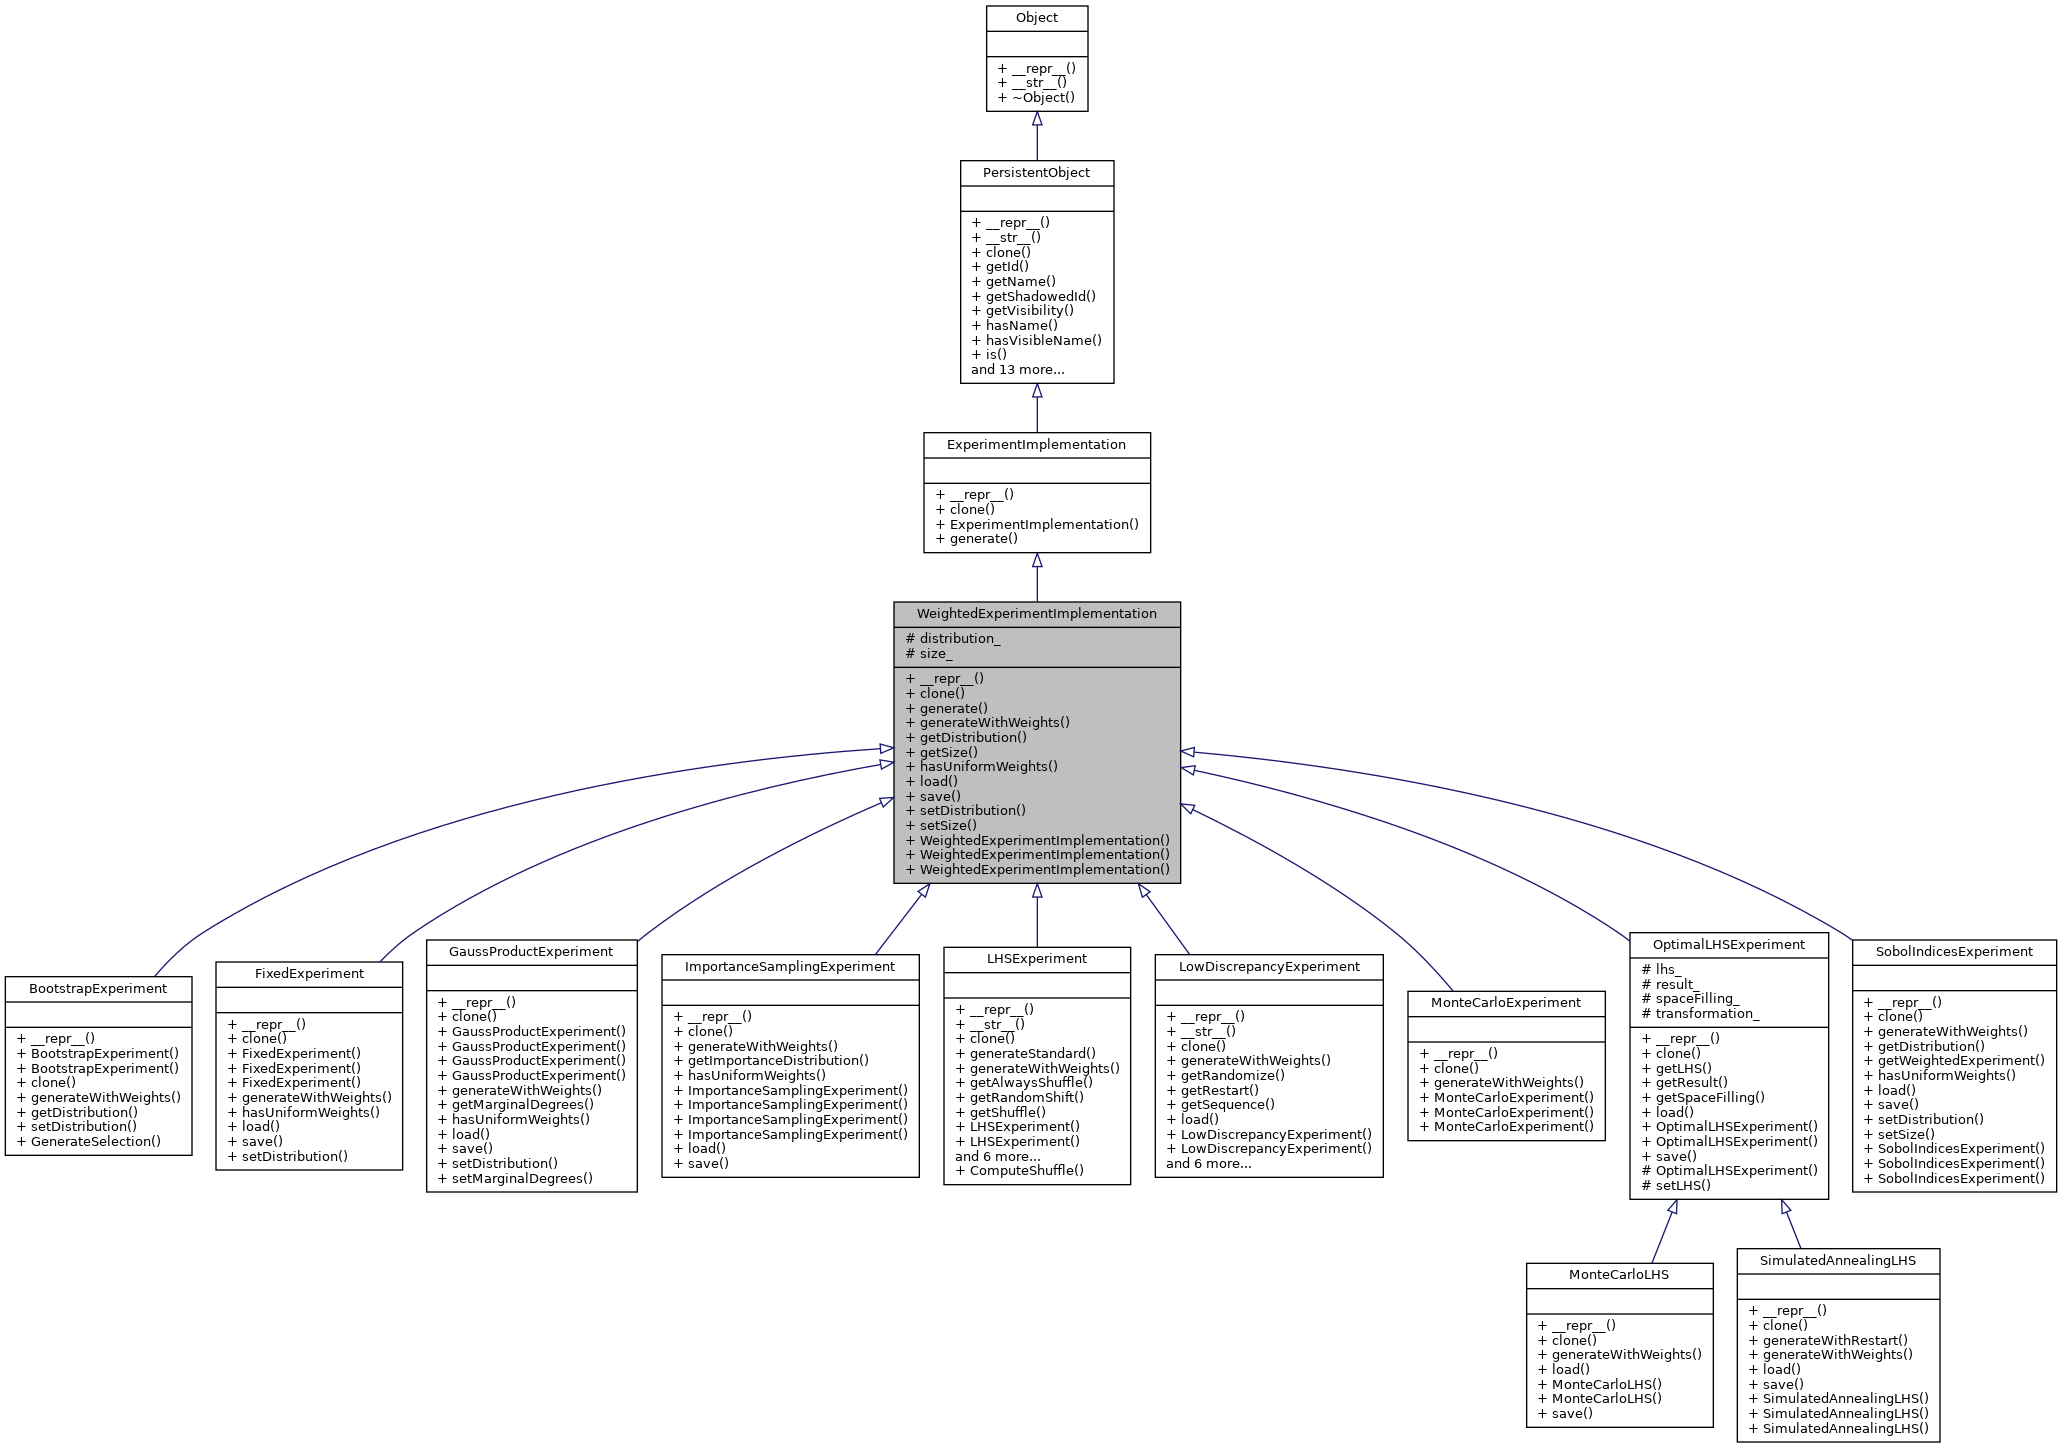 Object
+ __repr__()
+ __str__()
+ ~Object()
PersistentObject
+ __repr__()
+ __str__()
+ clone()
+ getId()
+ getName()
+ getShadowedId()
+ getVisibility()
+ hasName()
+ hasVisibleName()
+ is()
and 13 more...
ExperimentImplementation
+ __repr__()
+ clone()
+ ExperimentImplementation()
+ generate()
WeightedExperimentImplementation
# distribution_
# size_
+ __repr__()
+ clone()
+ generate()
+ generateWithWeights()
+ getDistribution()
+ getSize()
+ hasUniformWeights()
+ load()
+ save()
+ setDistribution()
+ setSize()
+ WeightedExperimentImplementation()
+ WeightedExperimentImplementation()
+ WeightedExperimentImplementation()
BootstrapExperiment
+ __repr__()
+ BootstrapExperiment()
+ BootstrapExperiment()
+ clone()
+ generateWithWeights()
+ getDistribution()
+ setDistribution()
+ GenerateSelection()
FixedExperiment
+ __repr__()
+ clone()
+ FixedExperiment()
+ FixedExperiment()
+ FixedExperiment()
+ generateWithWeights()
+ hasUniformWeights()
+ load()
+ save()
+ setDistribution()
GaussProductExperiment
+ __repr__()
+ clone()
+ GaussProductExperiment()
+ GaussProductExperiment()
+ GaussProductExperiment()
+ GaussProductExperiment()
+ generateWithWeights()
+ getMarginalDegrees()
+ hasUniformWeights()
+ load()
+ save()
+ setDistribution()
+ setMarginalDegrees()
ImportanceSamplingExperiment
+ __repr__()
+ clone()
+ generateWithWeights()
+ getImportanceDistribution()
+ hasUniformWeights()
+ ImportanceSamplingExperiment()
+ ImportanceSamplingExperiment()
+ ImportanceSamplingExperiment()
+ ImportanceSamplingExperiment()
+ load()
+ save()
LHSExperiment
+ __repr__()
+ __str__()
+ clone()
+ generateStandard()
+ generateWithWeights()
+ getAlwaysShuffle()
+ getRandomShift()
+ getShuffle()
+ LHSExperiment()
+ LHSExperiment()
and 6 more...
+ ComputeShuffle()
LowDiscrepancyExperiment
+ __repr__()
+ __str__()
+ clone()
+ generateWithWeights()
+ getRandomize()
+ getRestart()
+ getSequence()
+ load()
+ LowDiscrepancyExperiment()
+ LowDiscrepancyExperiment()
and 6 more...
MonteCarloExperiment
+ __repr__()
+ clone()
+ generateWithWeights()
+ MonteCarloExperiment()
+ MonteCarloExperiment()
+ MonteCarloExperiment()
OptimalLHSExperiment
# lhs_
# result_
# spaceFilling_
# transformation_
+ __repr__()
+ clone()
+ getLHS()
+ getResult()
+ getSpaceFilling()
+ load()
+ OptimalLHSExperiment()
+ OptimalLHSExperiment()
+ save()
# OptimalLHSExperiment()
# setLHS()
SobolIndicesExperiment
+ __repr__()
+ clone()
+ generateWithWeights()
+ getDistribution()
+ getWeightedExperiment()
+ hasUniformWeights()
+ load()
+ save()
+ setDistribution()
+ setSize()
+ SobolIndicesExperiment()
+ SobolIndicesExperiment()
+ SobolIndicesExperiment()
MonteCarloLHS
+ __repr__()
+ clone()
+ generateWithWeights()
+ load()
+ MonteCarloLHS()
+ MonteCarloLHS()
+ save()
SimulatedAnnealingLHS
+ __repr__()
+ clone()
+ generateWithRestart()
+ generateWithWeights()
+ load()
+ save()
+ SimulatedAnnealingLHS()
+ SimulatedAnnealingLHS()
+ SimulatedAnnealingLHS()